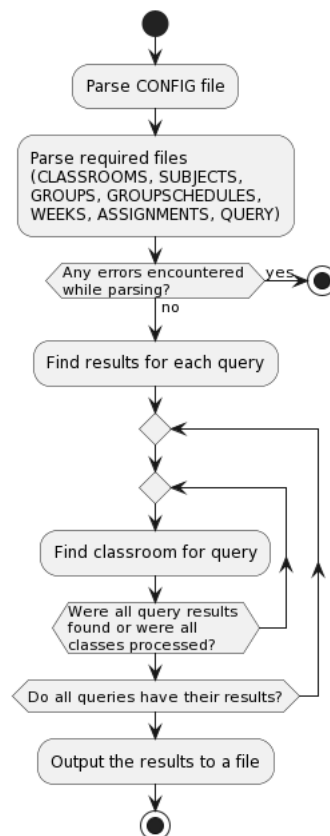 Parse CONFIG file
Parse required files
(CLASSROOMS, SUBJECTS,
GROUPS, GROUPSCHEDULES,
WEEKS, ASSIGNMENTS, QUERY)
Any errors encountered
while parsing?
yes
no
Find results for each query
Find classroom for query
Were all query results
found or were all
classes processed?
Do all queries have their results?
Output the results to a file